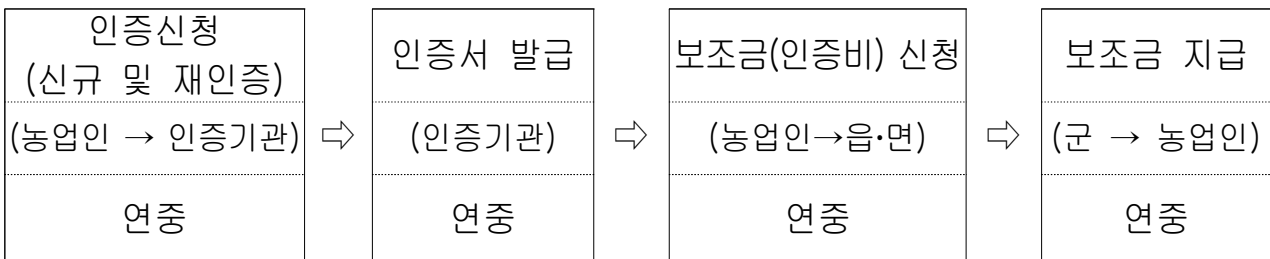 인증신청
(신규 및 재인증)
(농업인 → 인증기관)
연중
⇨
인증서 발급
(인증기관)
연중
⇨
보조금(인증비) 신청
(농업인→읍·면)
연중
⇨
보조금 지급
(군 → 농업인)
연중